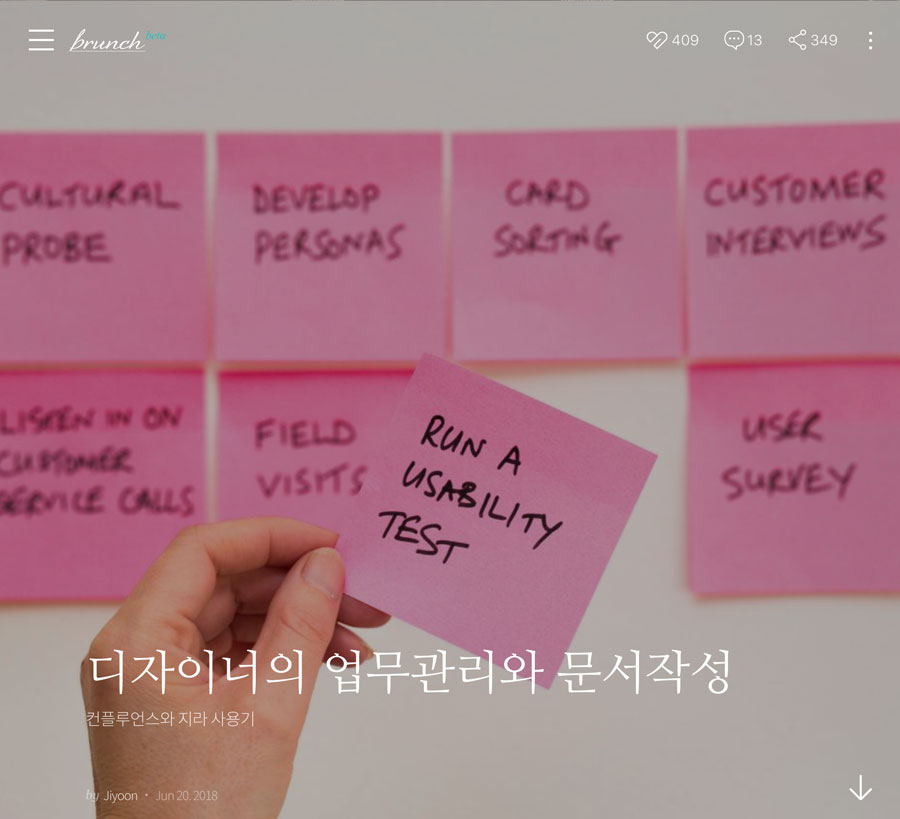 brunch beta
409 13 349
CULTURAL
PROBE
DEVELOP
PERSONAS
CARD
SORTING
CUSTOMER
INTERVIEWS
LISTEN IN ON
CUSTOMER
SERVICE CALLS
FIELD
VISITS
RUN A
USABILITY
TEST
USER
SURVEY
디자이너의 업무관리와 문서작성
컨플루언스와 지라 사용기
by Jiyoon · Jun 20. 2018